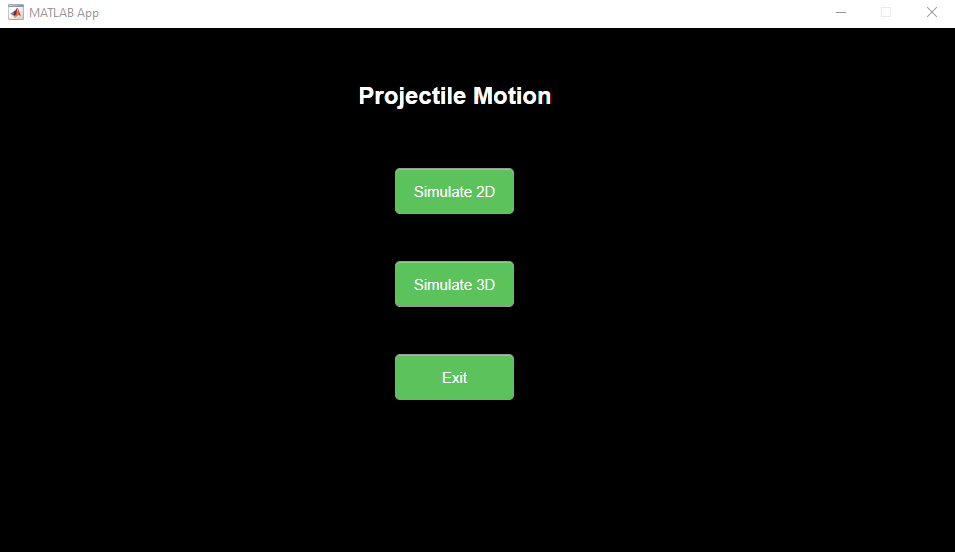 MATLAB App
Projectile Motion
Simulate 2D
Simulate 3D
Exit